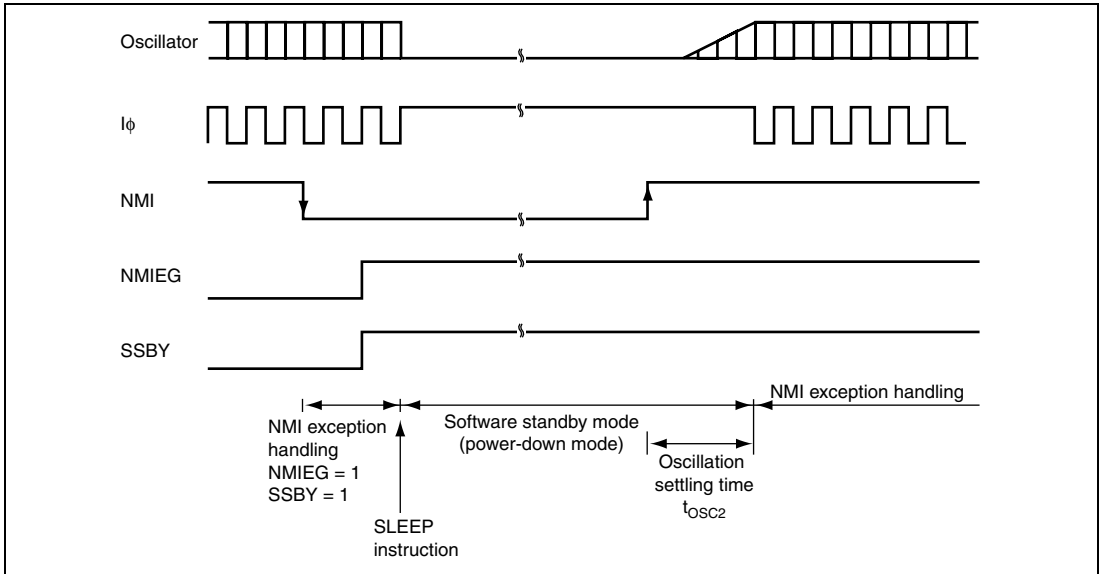 Oscillator
Iϕ
NMI
NMIEG
SSBY
NMI exception handling
NMI exception
handling
NMIEG = 1
SSBY = 1
Software standby mode
(power-down mode)
Oscillation
settling time
tOSC2
SLEEP
instruction